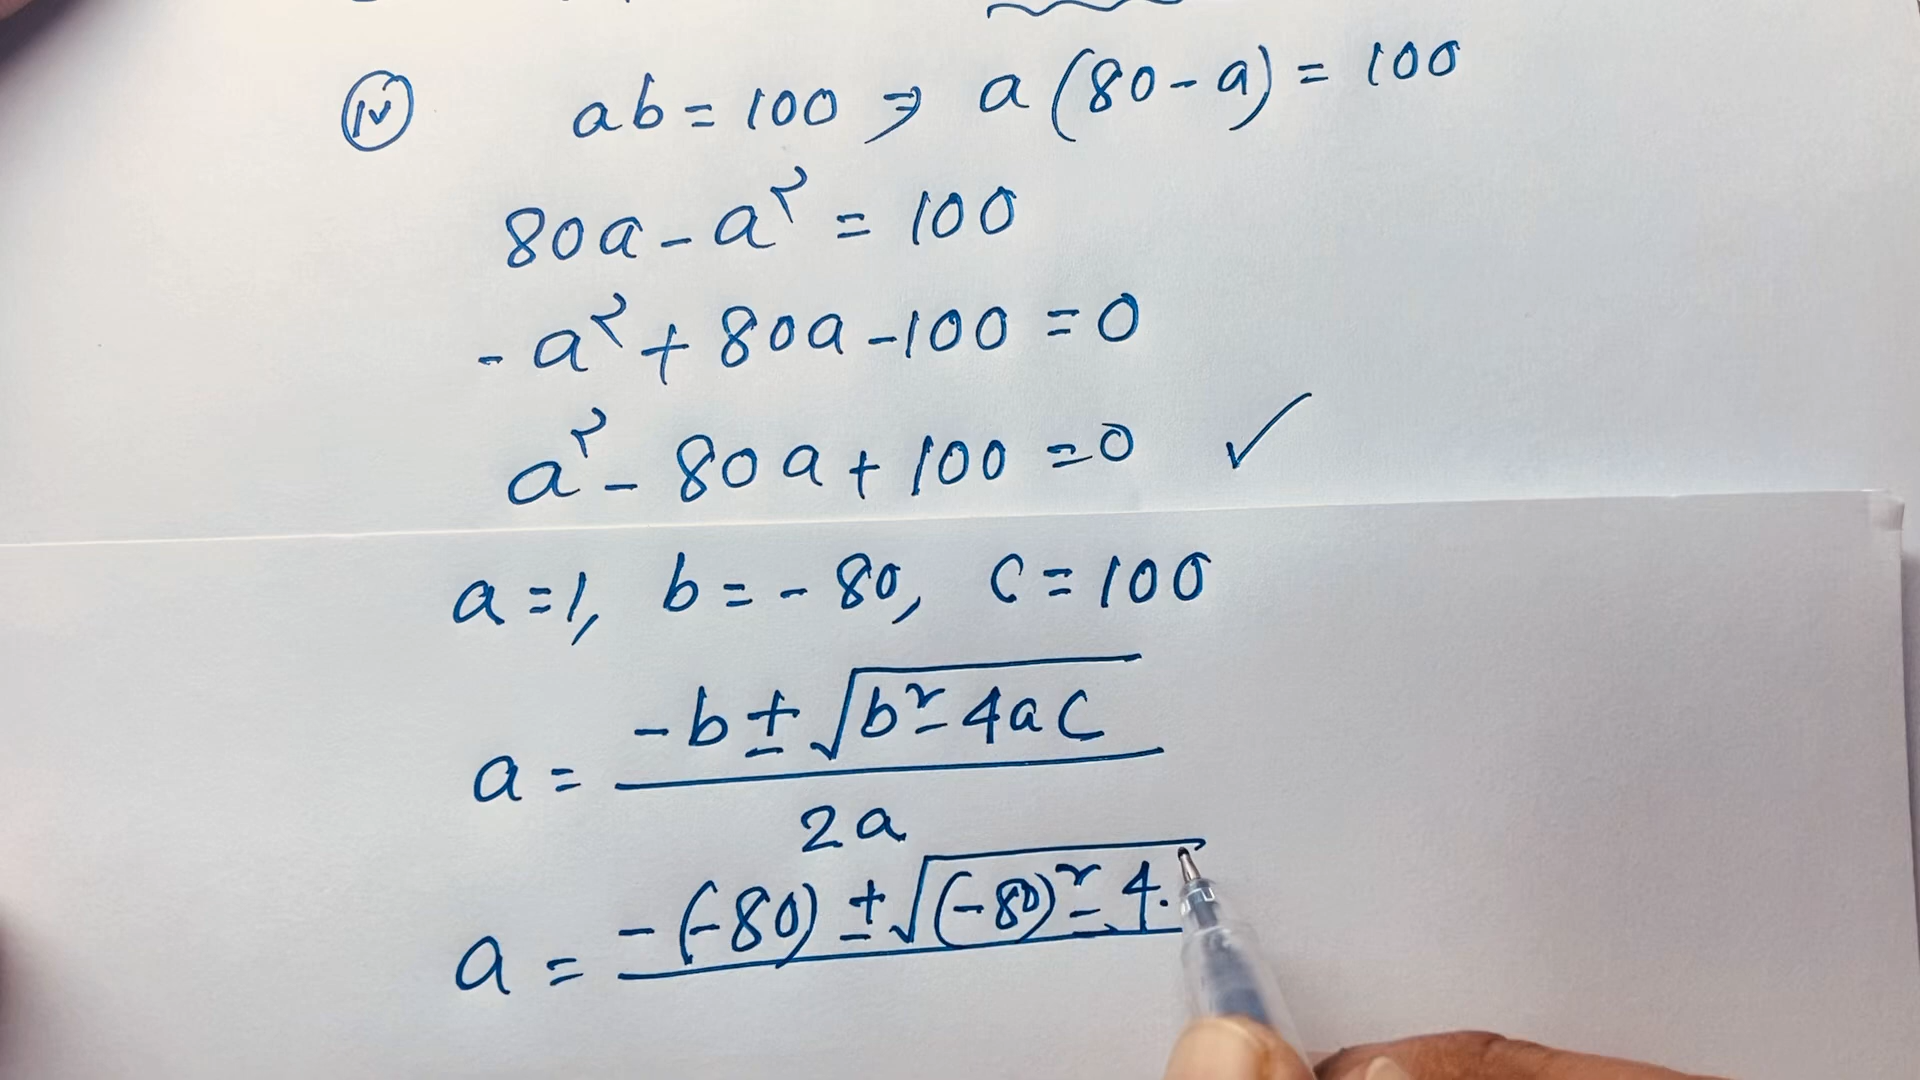 (iv) ab = 100 ⇒ a(80 - a) = 100
80a - a² = 100
- a² + 80a - 100 = 0
a² - 80a + 100 = 0 ✓
a = 1, b = - 80, c = 100
a = (-b ± √(b² - 4ac)) / 2a
a = -(-80) ± √(-80)² - 4.